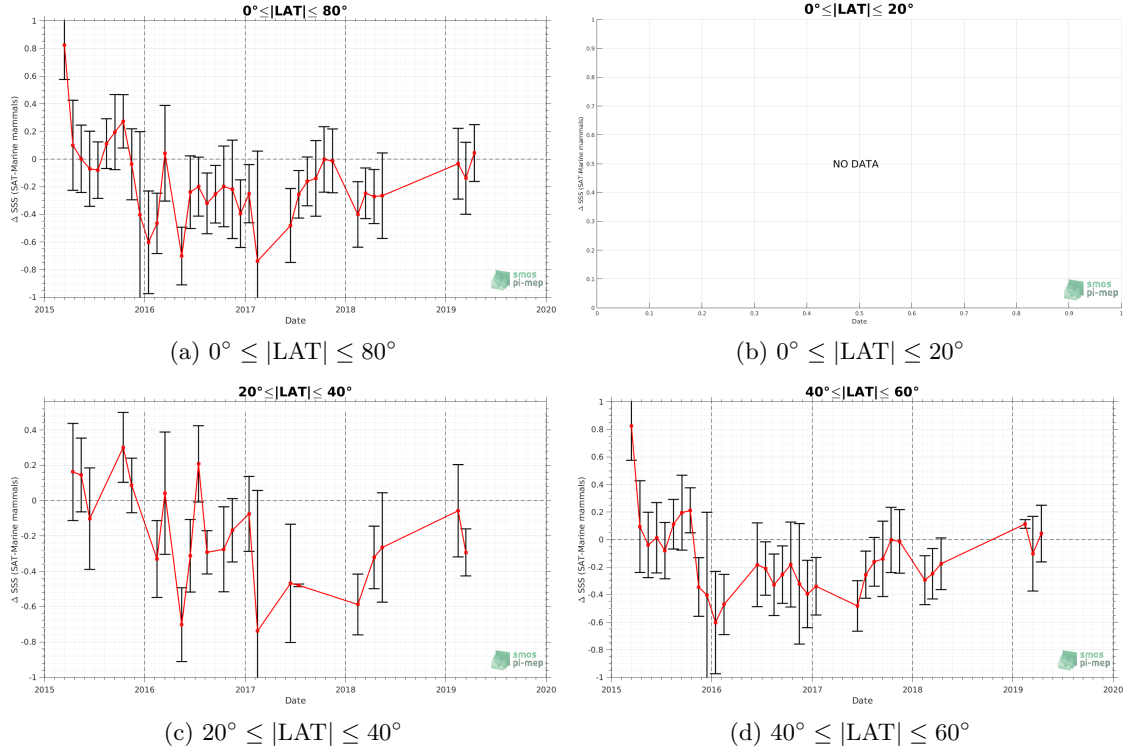 0°≤|LAT|≤ 80°
Δ SSS (SAT-Marine mammals)
1
0.8
0.6
0.4
0.2
0
-0.2
-0.4
-0.6
-0.8
-1
2015 2016 2017 2018 2019 2020
Date
smos
pi-mep
(a) 0° ≤ |LAT| ≤ 80°
0°≤|LAT|≤ 20°
Δ SSS (SAT-Marine mammals)
1
0.9
0.8
0.7
0.6
0.5
0.4
0.3
0.2
0.1
0
NO DATA
0 0.1 0.2 0.3 0.4 0.5 0.6 0.7 0.8 0.9 1
Date
smos
pi-mep
(b) 0° ≤ |LAT| ≤ 20°
20°≤|LAT|≤ 40°
Δ SSS (SAT-Marine mammals)
0.4
0.2
0
-0.2
-0.4
-0.6
-0.8
-1
2015 2016 2017 2018 2019 2020
Date
smos
pi-mep
(c) 20° ≤ |LAT| ≤ 40°
40°≤|LAT|≤ 60°
Δ SSS (SAT-Marine mammals)
1
0.8
0.6
0.4
0.2
0
-0.2
-0.4
-0.6
-0.8
-1
2015 2016 2017 2018 2019 2020
Date
smos
pi-mep
(d) 40° ≤ |LAT| ≤ 60°